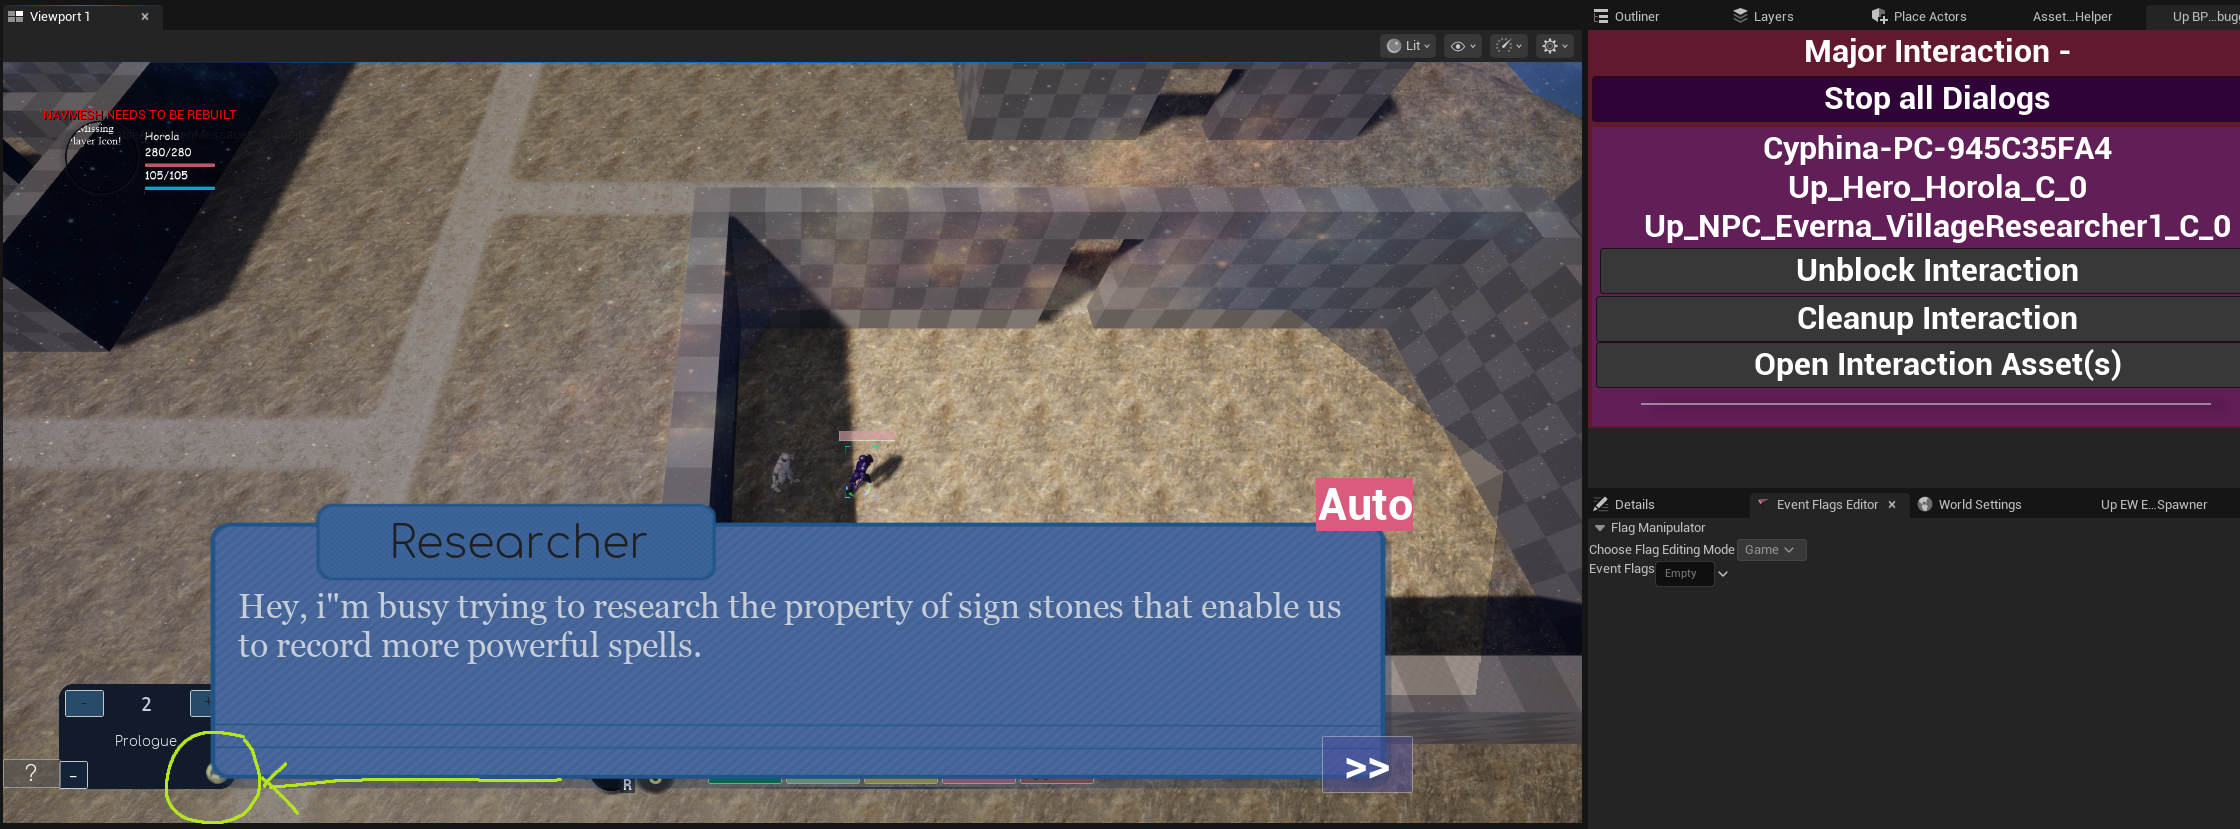 Viewport 1
Outliner
Layers
Place Actors
Asset...Helper
Up BP...bug
Lit
Major Interaction -
Stop all Dialogs
Cyphina-PC-945C35FA4
Up_Hero_Horola_C_0
Up_NPC_Everna_VillageResearcher1_C_0
Unblock Interaction
Cleanup Interaction
Open Interaction Asset(s)
NAVMESH NEEDS TO BE REBUILT
Missing
Player Icon!
Horola
280/280
105/105
Auto
Researcher
Hey, i"m busy trying to research the property of sign stones that enable us
to record more powerful spells.
>>
- 2 +
Prologue
?
-
R
Details
Event Flags Editor
World Settings
Up EW E...Spawner
Flag Manipulator
Choose Flag Editing Mode Game
Event Flags Empty